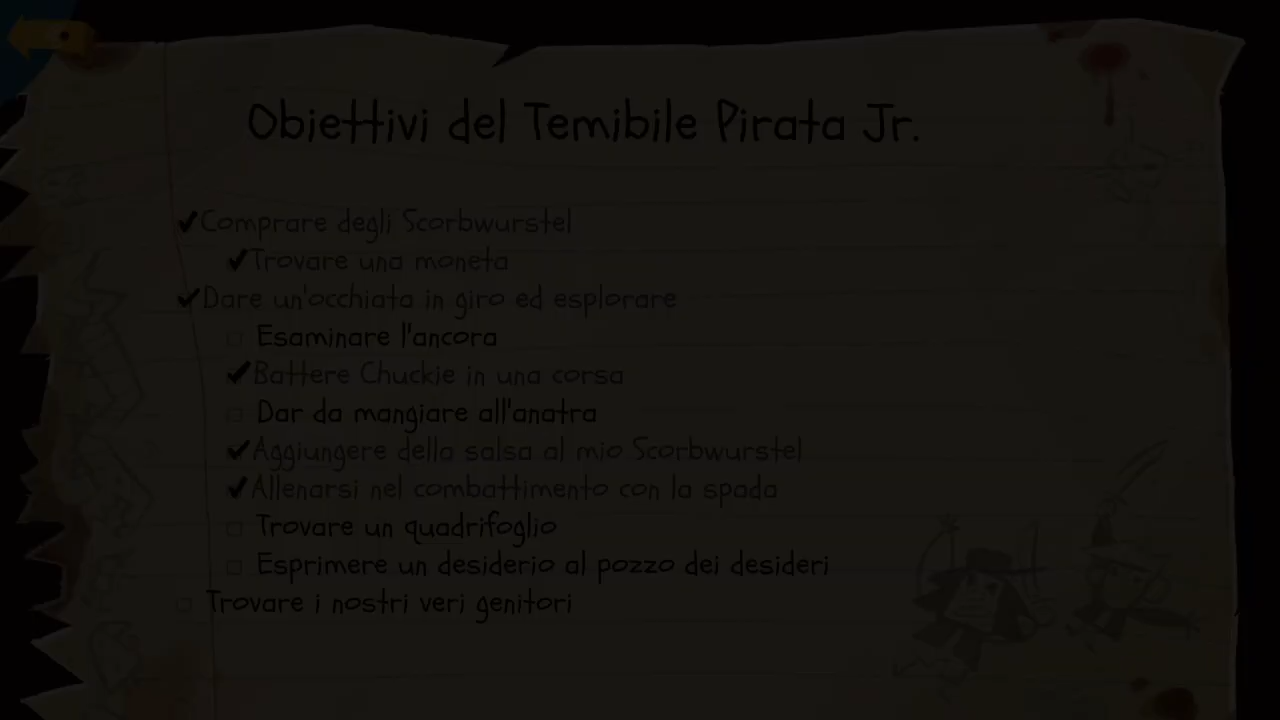 Obiettivi del Temibile Pirata Jr.
Comprare degli Scorbwurstel
Trovare una moneta
Dare un'occhiata in giro ed esplorare
Esaminare l'ancora
Battere Chuckie in una corsa
Dar da mangiare all'anatra
Aggiungere della salsa al mio Scorbwurstel
Allenarsi nel combattimento con la spada
Trovare un quadrifoglio
Esprimere un desiderio al pozzo dei desideri
Trovare i nostri veri genitori